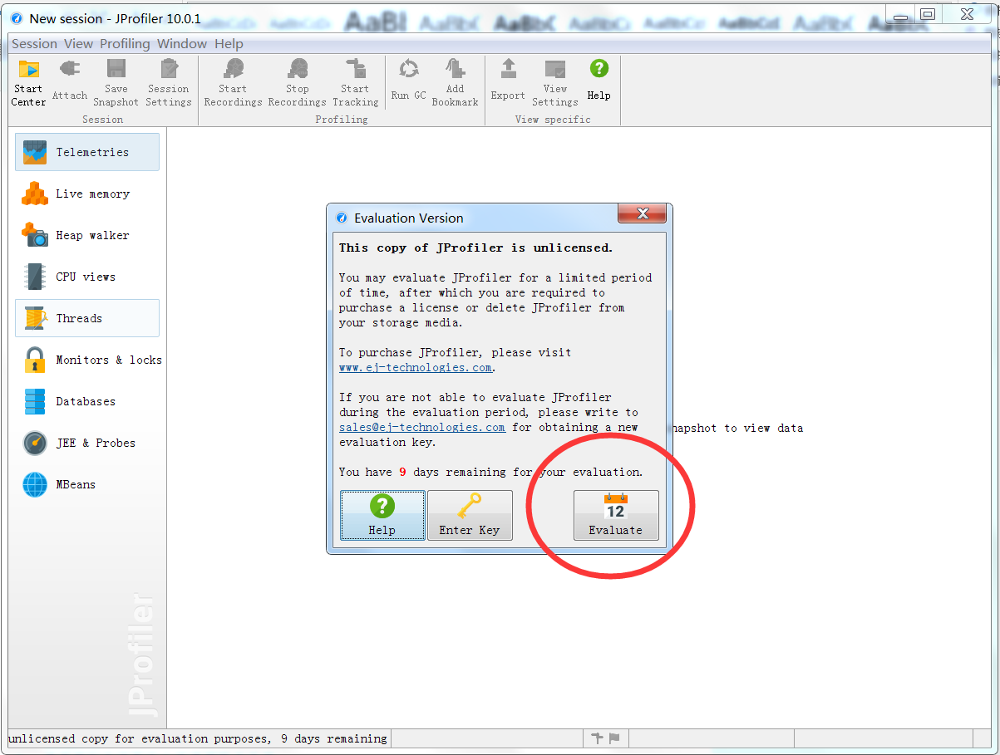 New session - JProfiler 10.0.1
Session View Profiling Window Help
Start Center
Attach
Save Snapshot
Session Settings
Start Recordings
Stop Recordings
Start Tracking
Run GC
Add Bookmark
Export
View Settings
Help
Session
Profiling
View specific
Telemetries
Live memory
Heap walker
CPU views
Threads
Monitors & locks
Databases
JEE & Probes
MBeans
JProfiler
Evaluation Version
This copy of JProfiler is unlicensed.
You may evaluate JProfiler for a limited period
of time, after which you are required to
purchase a license or delete JProfiler from
your storage media.
To purchase JProfiler, please visit
www.ej-technologies.com.
If you are not able to evaluate JProfiler
during the evaluation period, please write to
sales@ej-technologies.com for obtaining a new
evaluation key.
You have 9 days remaining for your evaluation.
Help
Enter Key
12
Evaluate
napshot to view data
unlicensed copy for evaluation purposes, 9 days remaining